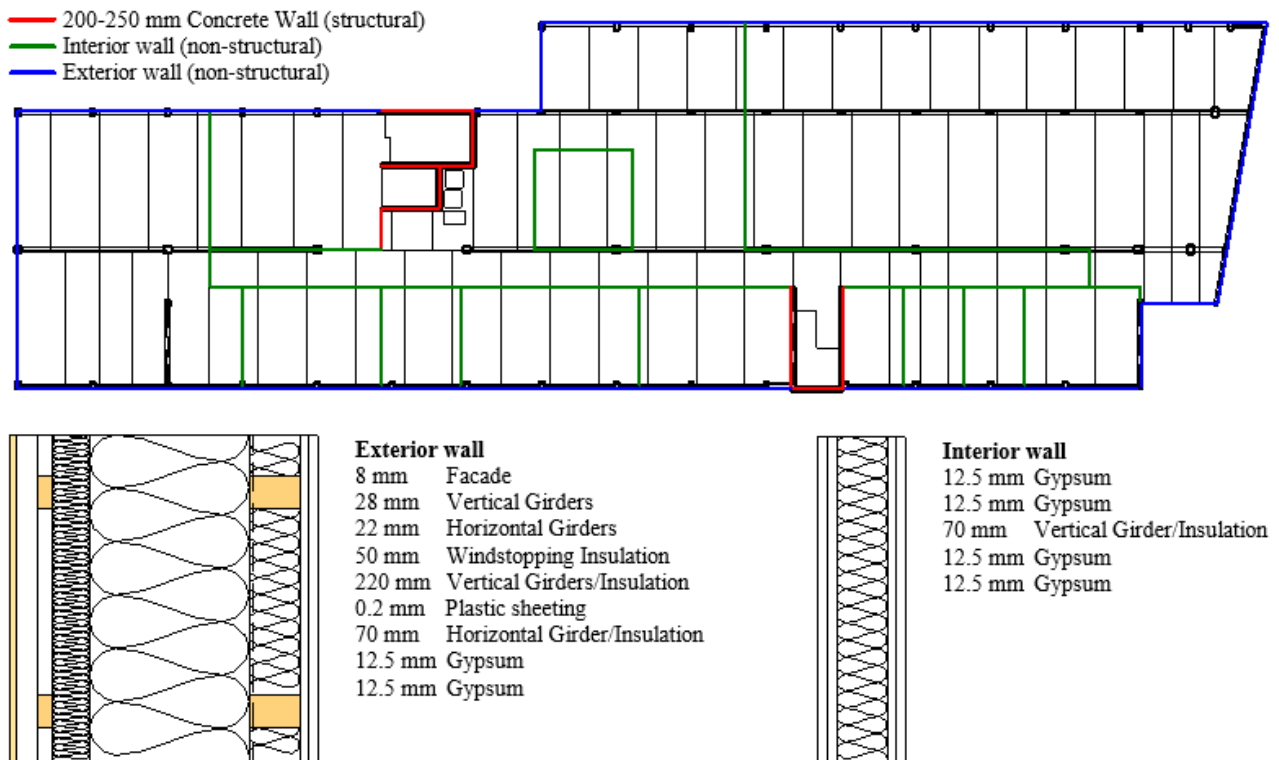 200-250 mm Concrete Wall (structural)
Interior wall (non-structural)
Exterior wall (non-structural)
Exterior wall
8 mm Facade
28 mm Vertical Girders
22 mm Horizontal Girders
50 mm Windstopping Insulation
220 mm Vertical Girders/Insulation
0.2 mm Plastic sheeting
70 mm Horizontal Girder/Insulation
12.5 mm Gypsum
12.5 mm Gypsum
Interior wall
12.5 mm Gypsum
12.5 mm Gypsum
70 mm Vertical Girder/Insulation
12.5 mm Gypsum
12.5 mm Gypsum